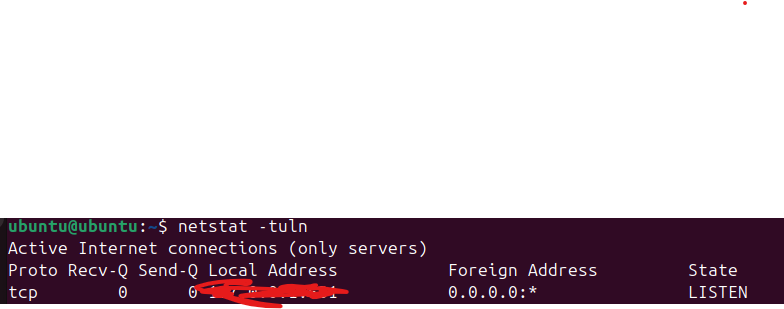 ubuntu@ubuntu:~$ netstat -tuln
Active Internet connections (only servers)
Proto Recv-Q Send-Q Local Address Foreign Address State
tcp 0 0 0.0.0.0:* LISTEN